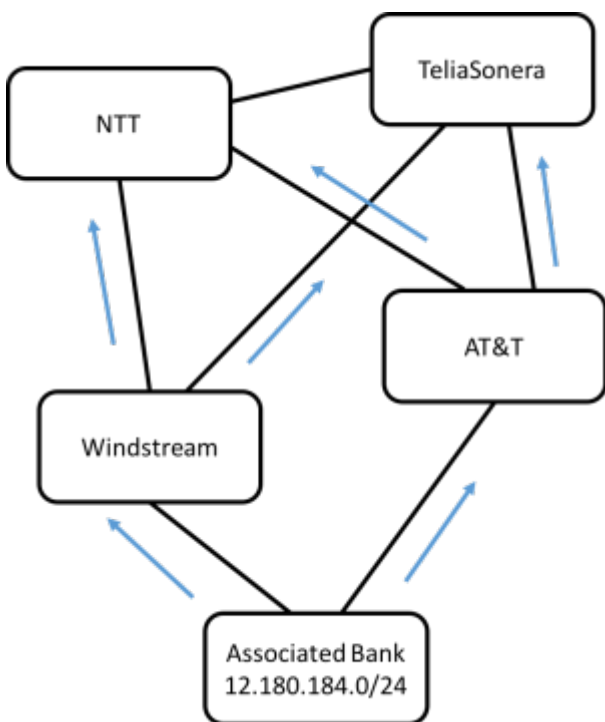 TeliaSonera
NTT
AT&T
Windstream
Associated Bank
12.180.184.0/24